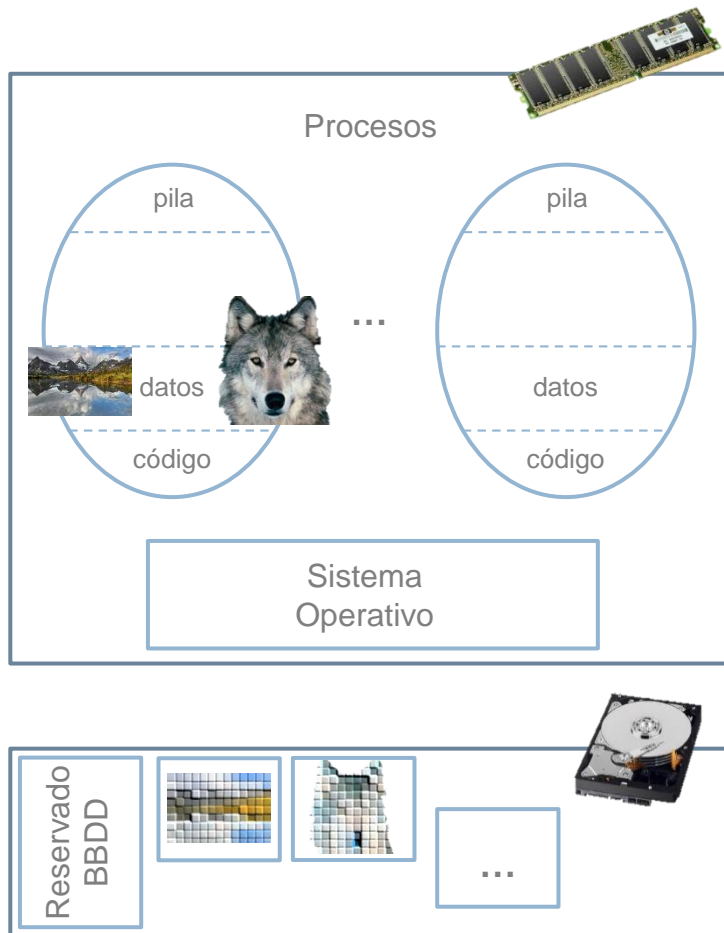 Procesos
pila
pila
...
datos
datos
código
código
Sistema
Operativo
Reservado
BBDD
...